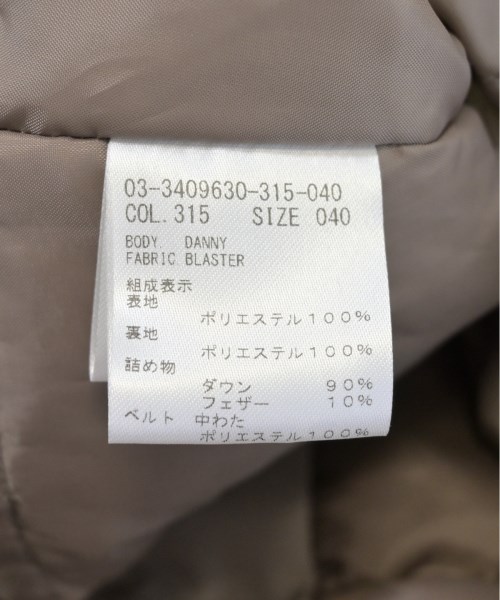 03-3409630-315-040
COL. 315 SIZE 040
BODY. DANNY
FABRIC. BLASTER
組成表示
表地
ポリエステル100%
裏地
ポリエステル100%
詰め物
ダウン 90%
フェザー 10%
ベルト 中わた
ポリエステル100%